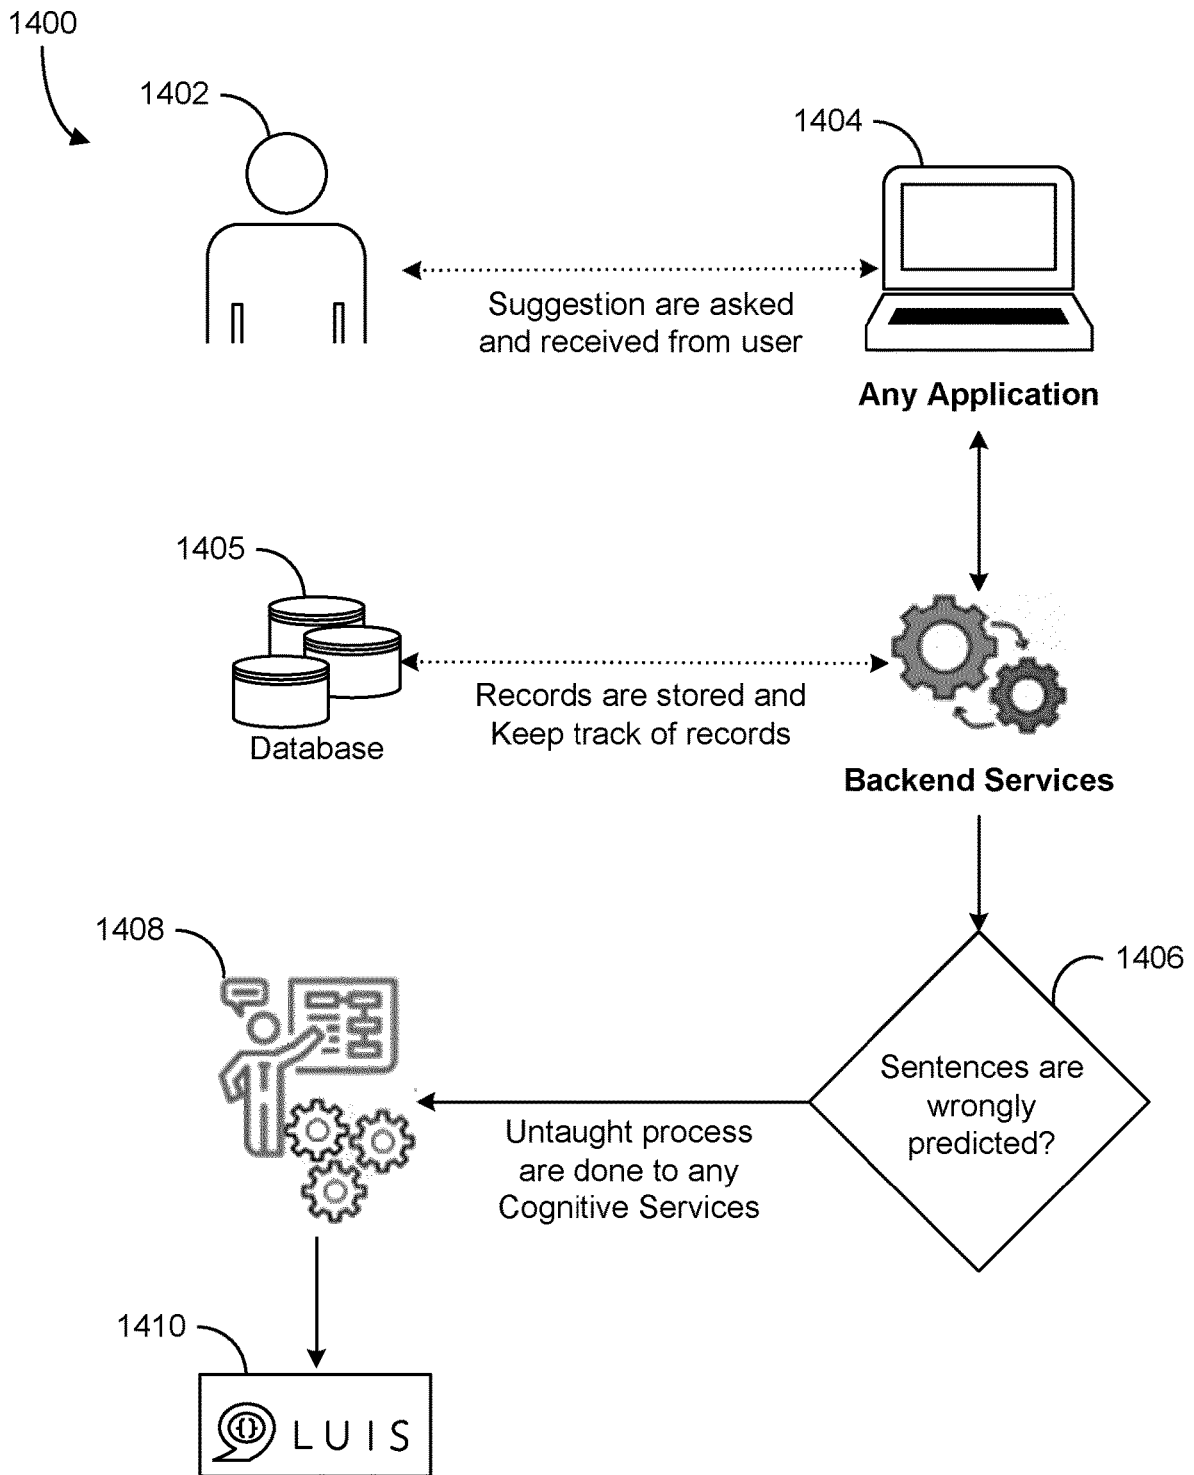 1400
1402
1404
Suggestion are asked
and received from user
Any Application
1405
Database
Records are stored and
Keep track of records
Backend Services
1408
1406
Sentences are
wrongly
predicted?
Untaught process
are done to any
Cognitive Services
1410
{} LUIS